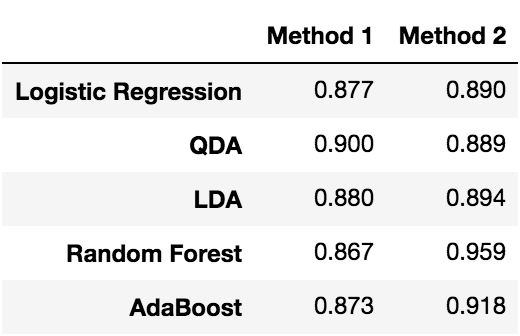 Method 1 Method 2
Logistic Regression 0.877 0.890
QDA 0.900 0.889
LDA 0.880 0.894
Random Forest 0.867 0.959
AdaBoost 0.873 0.918